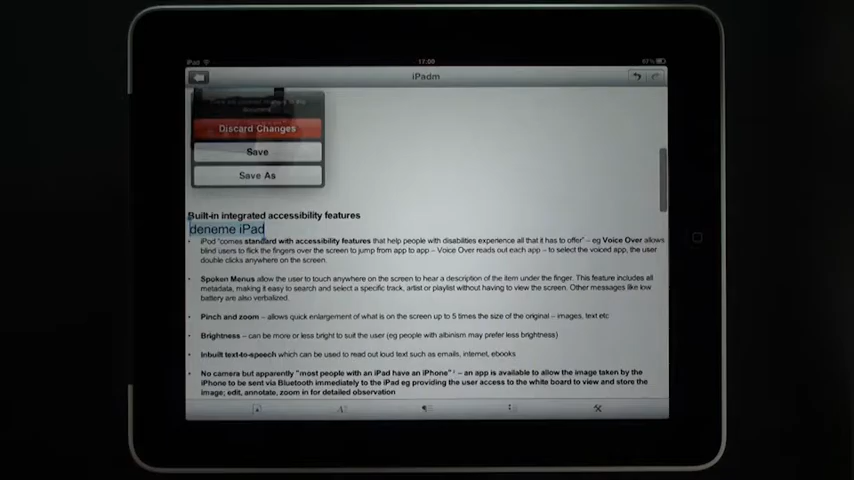 iPad
17:00
iPadm
Discard Changes
Save
Save As
Built-in integrated accessibility features
deneme iPad
• iPod "comes standard with accessibility features that help people with disabilities experience all that it has to offer" – eg Voice Over allows
blind users to flick the fingers over the screen to jump from app to app – Voice Over reads out each app – to select the voiced app, the user
double clicks anywhere on the screen.
• Spoken Menus allow the user to touch anywhere on the screen to hear a description of the item under the finger. This feature includes all
metadata, making it easy to search and select a specific track, artist or playlist without having to view the screen. Other messages like low
battery are also verbalized.
• Pinch and zoom – allows quick enlargement of what is on the screen up to 5 times the size of the original – images, text etc
• Brightness – can be more or less bright to suit the user (eg people with albinism may prefer less brightness)
• Inbuilt text-to-speech which can be used to read out loud text such as emails, internet, ebooks
• No camera but apparently "most people with an iPad have an iPhone" – an app is available to allow the image taken by the
iPhone to be sent via Bluetooth immediately to the iPad eg providing the user access to the white board to view and store the
image; edit, annotate, zoom in for detailed observation